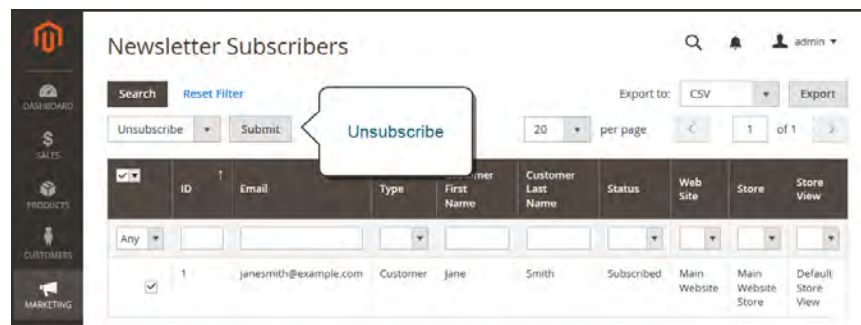 Newsletter Subscribers
admin
DASHBOARD
Search Reset Filter Export to: CSV Export
Unsubscribe Submit Unsubscribe 20 per page 1 of 1
SALES
ID Email Type First Name Customer Last Name Status Web Site Store Store View
PRODUCTS
Any
CUSTOMERS
1 janesmith@example.com Customer Jane Smith Subscribed Main Website Main Website Store Default Store View
MARKETING